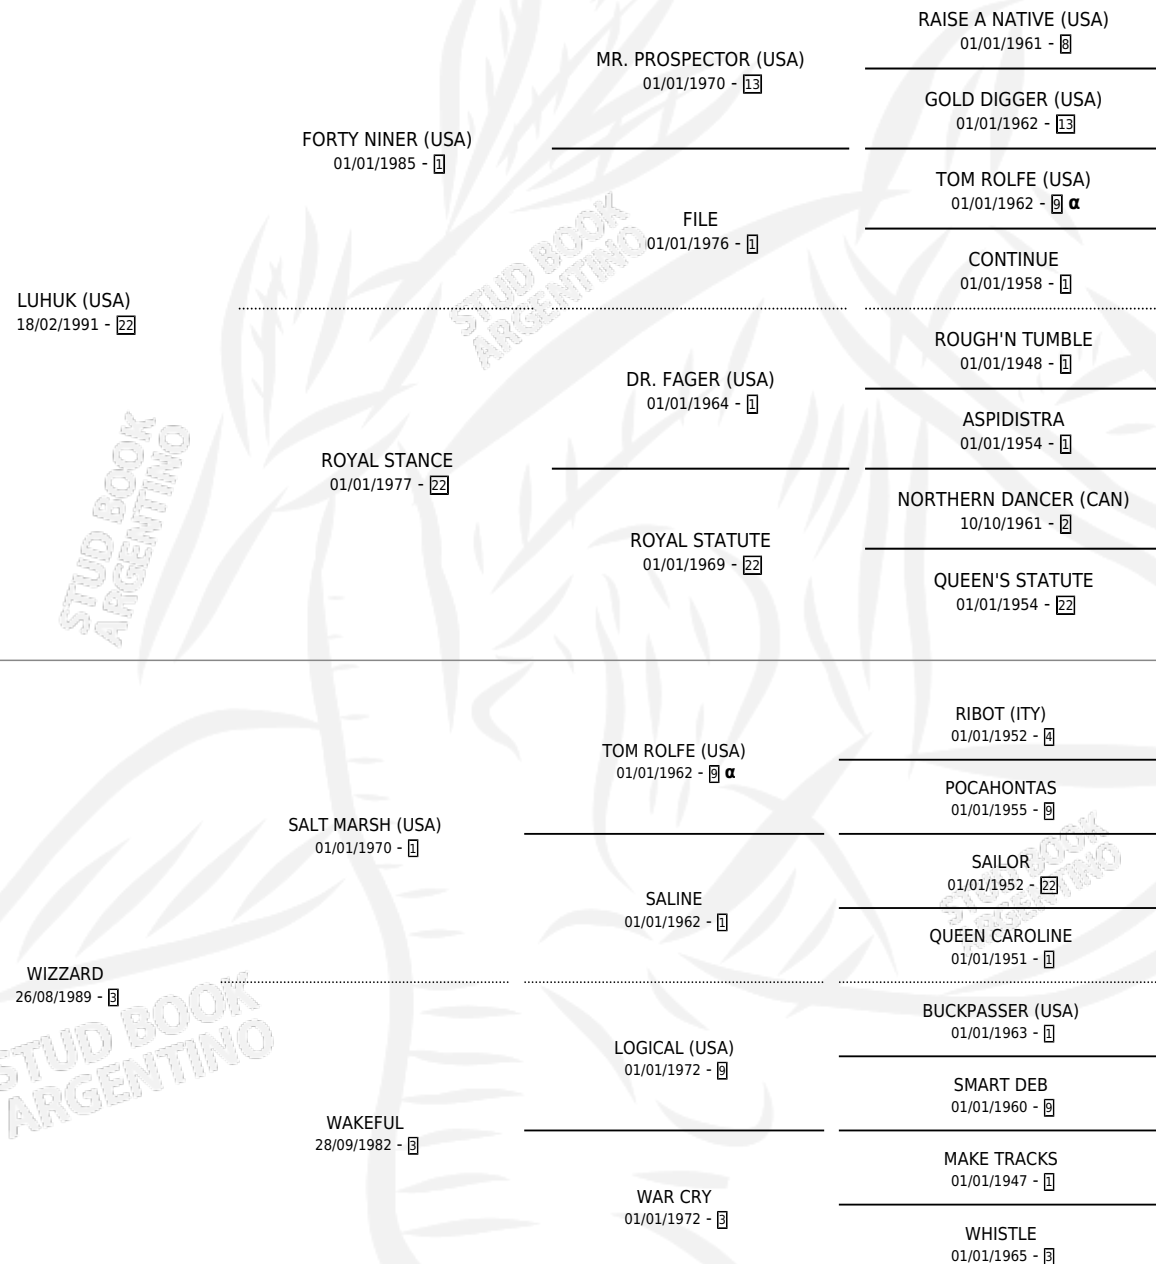 RAISE A NATIVE (USA)
01/01/1961 - 8
MR. PROSPECTOR (USA)
01/01/1970 - 13
GOLD DIGGER (USA)
01/01/1962 - 13
FORTY NINER (USA)
01/01/1985 - 1
TOM ROLFE (USA)
01/01/1962 - 9 α
FILE
01/01/1976 - 1
CONTINUE
01/01/1958 - 1
LUHUK (USA)
18/02/1991 - 22
ROUGH'N TUMBLE
01/01/1948 - 1
DR. FAGER (USA)
01/01/1964 - 1
ASPIDISTRA
01/01/1954 - 1
ROYAL STANCE
01/01/1977 - 22
NORTHERN DANCER (CAN)
10/10/1961 - 2
ROYAL STATUTE
01/01/1969 - 22
QUEEN'S STATUTE
01/01/1954 - 22
RIBOT (ITY)
01/01/1952 - 4
TOM ROLFE (USA)
01/01/1962 - 9 α
POCAHONTAS
01/01/1955 - 9
SALT MARSH (USA)
01/01/1970 - 1
SAILOR
01/01/1952 - 22
SALINE
01/01/1962 - 1
QUEEN CAROLINE
01/01/1951 - 1
WIZZARD
26/08/1989 - 3
BUCKPASSER (USA)
01/01/1963 - 1
LOGICAL (USA)
01/01/1972 - 9
SMART DEB
01/01/1960 - 9
WAKEFUL
28/09/1982 - 3
MAKE TRACKS
01/01/1947 - 1
WAR CRY
01/01/1972 - 3
WHISTLE
01/01/1965 - 3
STUD BOOK
ARGENTINO
STUD BOOK
ARGENTINO
STUD BOOK
ARGENTINO
STUD BOOK
ARGENTINO